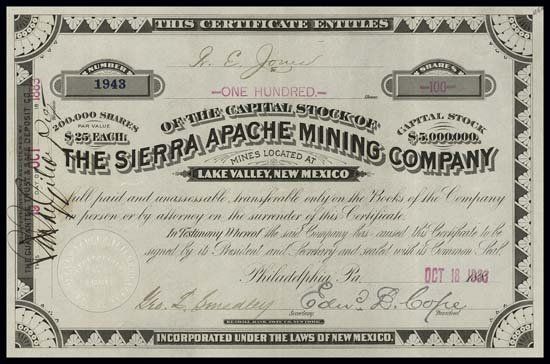 THIS CERTIFICATE ENTITLES
NUMBER
1943
SHARES
100
ONE HUNDRED.
OF THE CAPITAL STOCK OF
200.000 SHARES
PAR VALUE
$25 EACH.
CAPITAL STOCK
$5,000,000.
THE SIERRA APACHE MINING COMPANY
MINES LOCATED AT
LAKE VALLEY, NEW MEXICO
full paid and unassessable, transferable only on the Books of the Company
in person or by attorney on the surrender of this Certificate.
In Testimony Whereof the said Company has caused this Certificate to be
signed by its President and Secretary and sealed with its Common Seal.
Philadelphia, Pa.
OCT 18 1883
Geo. L. Smedley
Secretary
Edw. D. Cope
President
INCORPORATED UNDER THE LAWS OF NEW MEXICO.